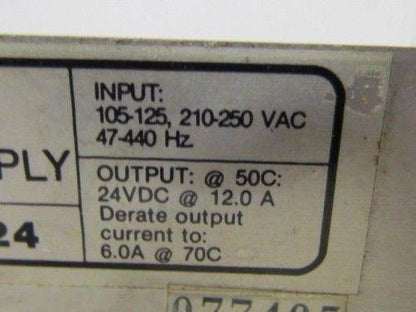 INPUT:
105-125, 210-250 VAC
47-440 Hz.
PLY
OUTPUT: @ 50C:
24VDC @ 12.0 A
24
Derate output
current to:
6.0A @ 70C